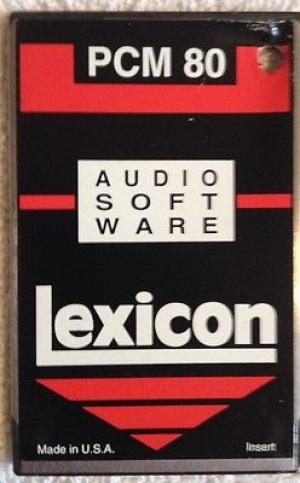 PCM 80
AUDIO
SOFT
WARE
Lexicon
Made in U.S.A. Insert